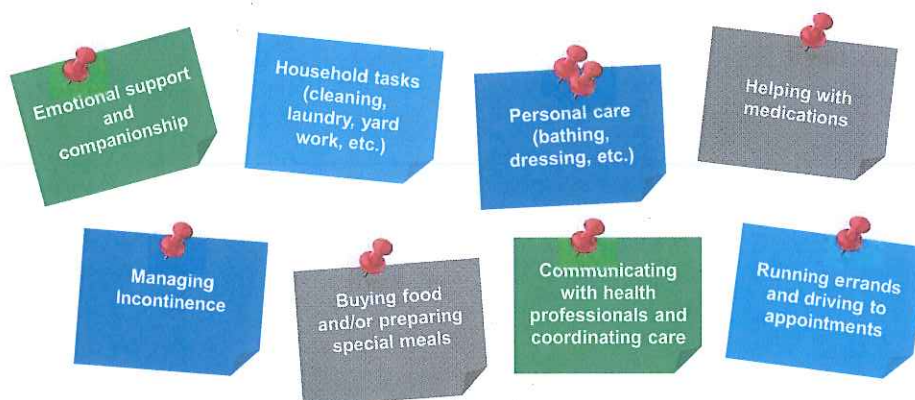 Emotional support
and
companionship
Household tasks
(cleaning,
laundry, yard
work, etc.)
Personal care
(bathing,
dressing, etc.)
Helping with
medications
Managing
Incontinence
Buying food
and/or preparing
special meals
Communicating
with health
professionals and
coordinating care
Running errands
and driving to
appointments